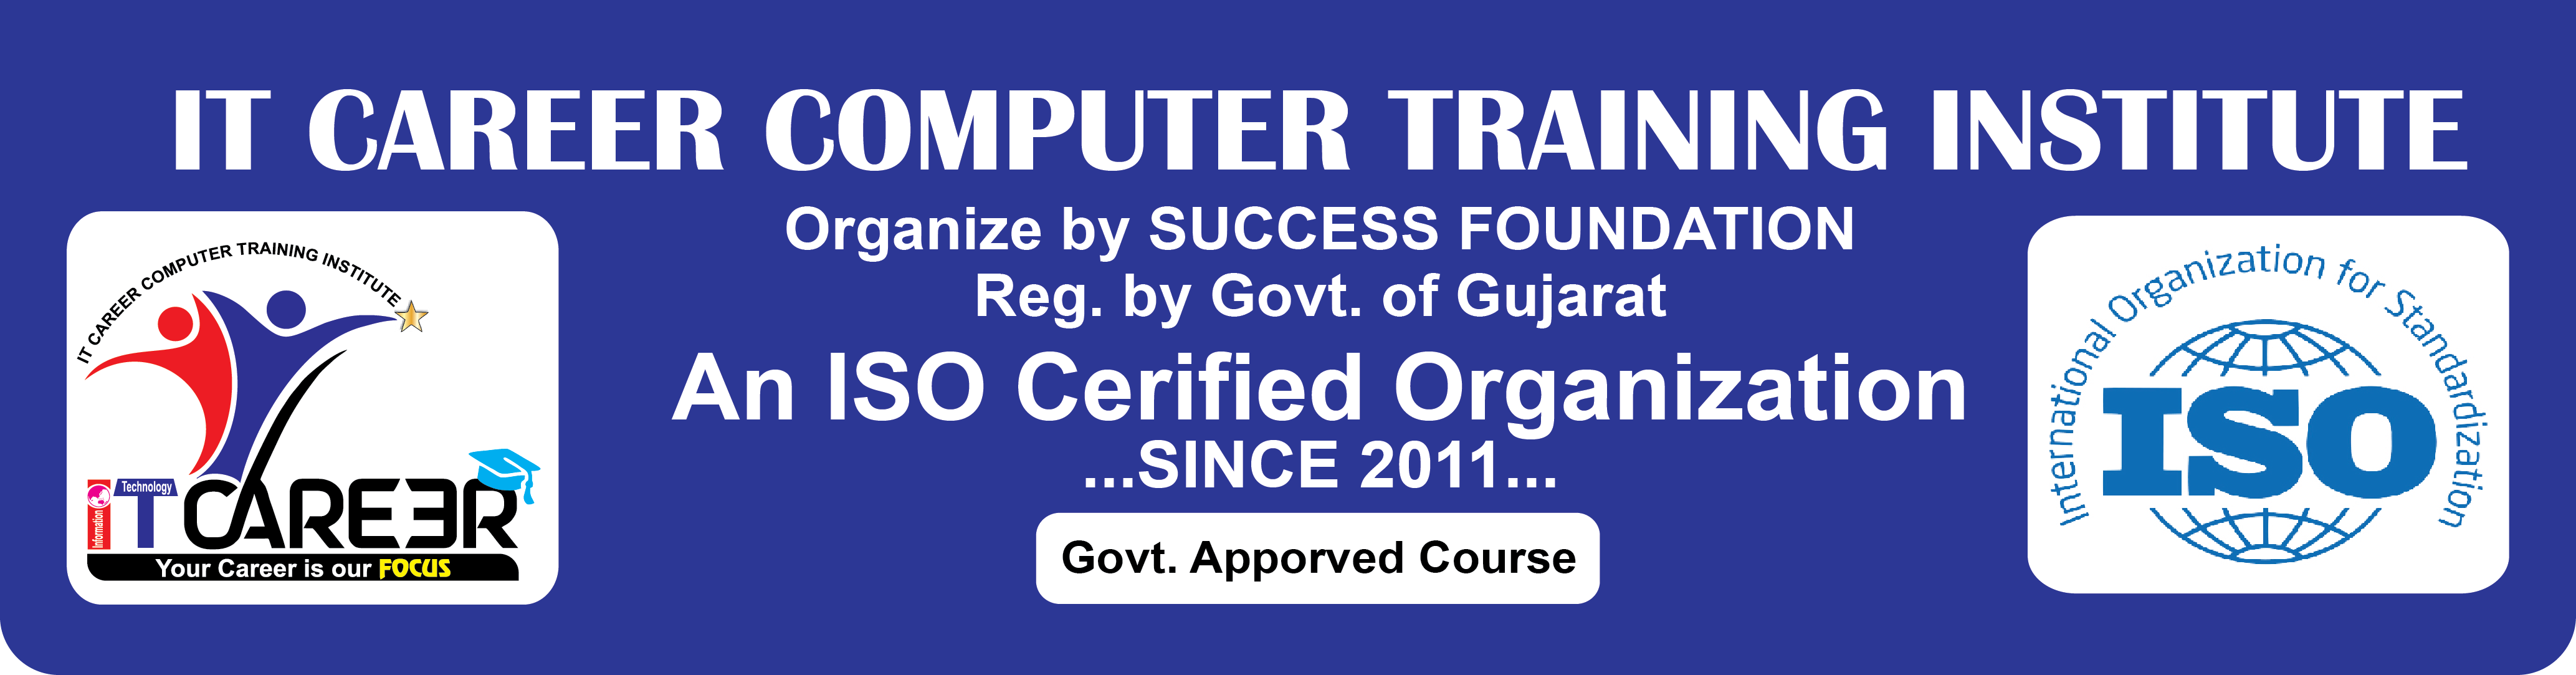 IT CAREER COMPUTER TRAINING INSTITUTE
Organize by SUCCESS FOUNDATION
Reg. by Govt. of Gujarat
An ISO Cerified Organization
...SINCE 2011...
Govt. Apporved Course
IT CAREER COMPUTER TRAINING INSTITUTE
Information
Technology
IT CAREER
Your Career is our FOCUS
International Organization for Standardization
ISO